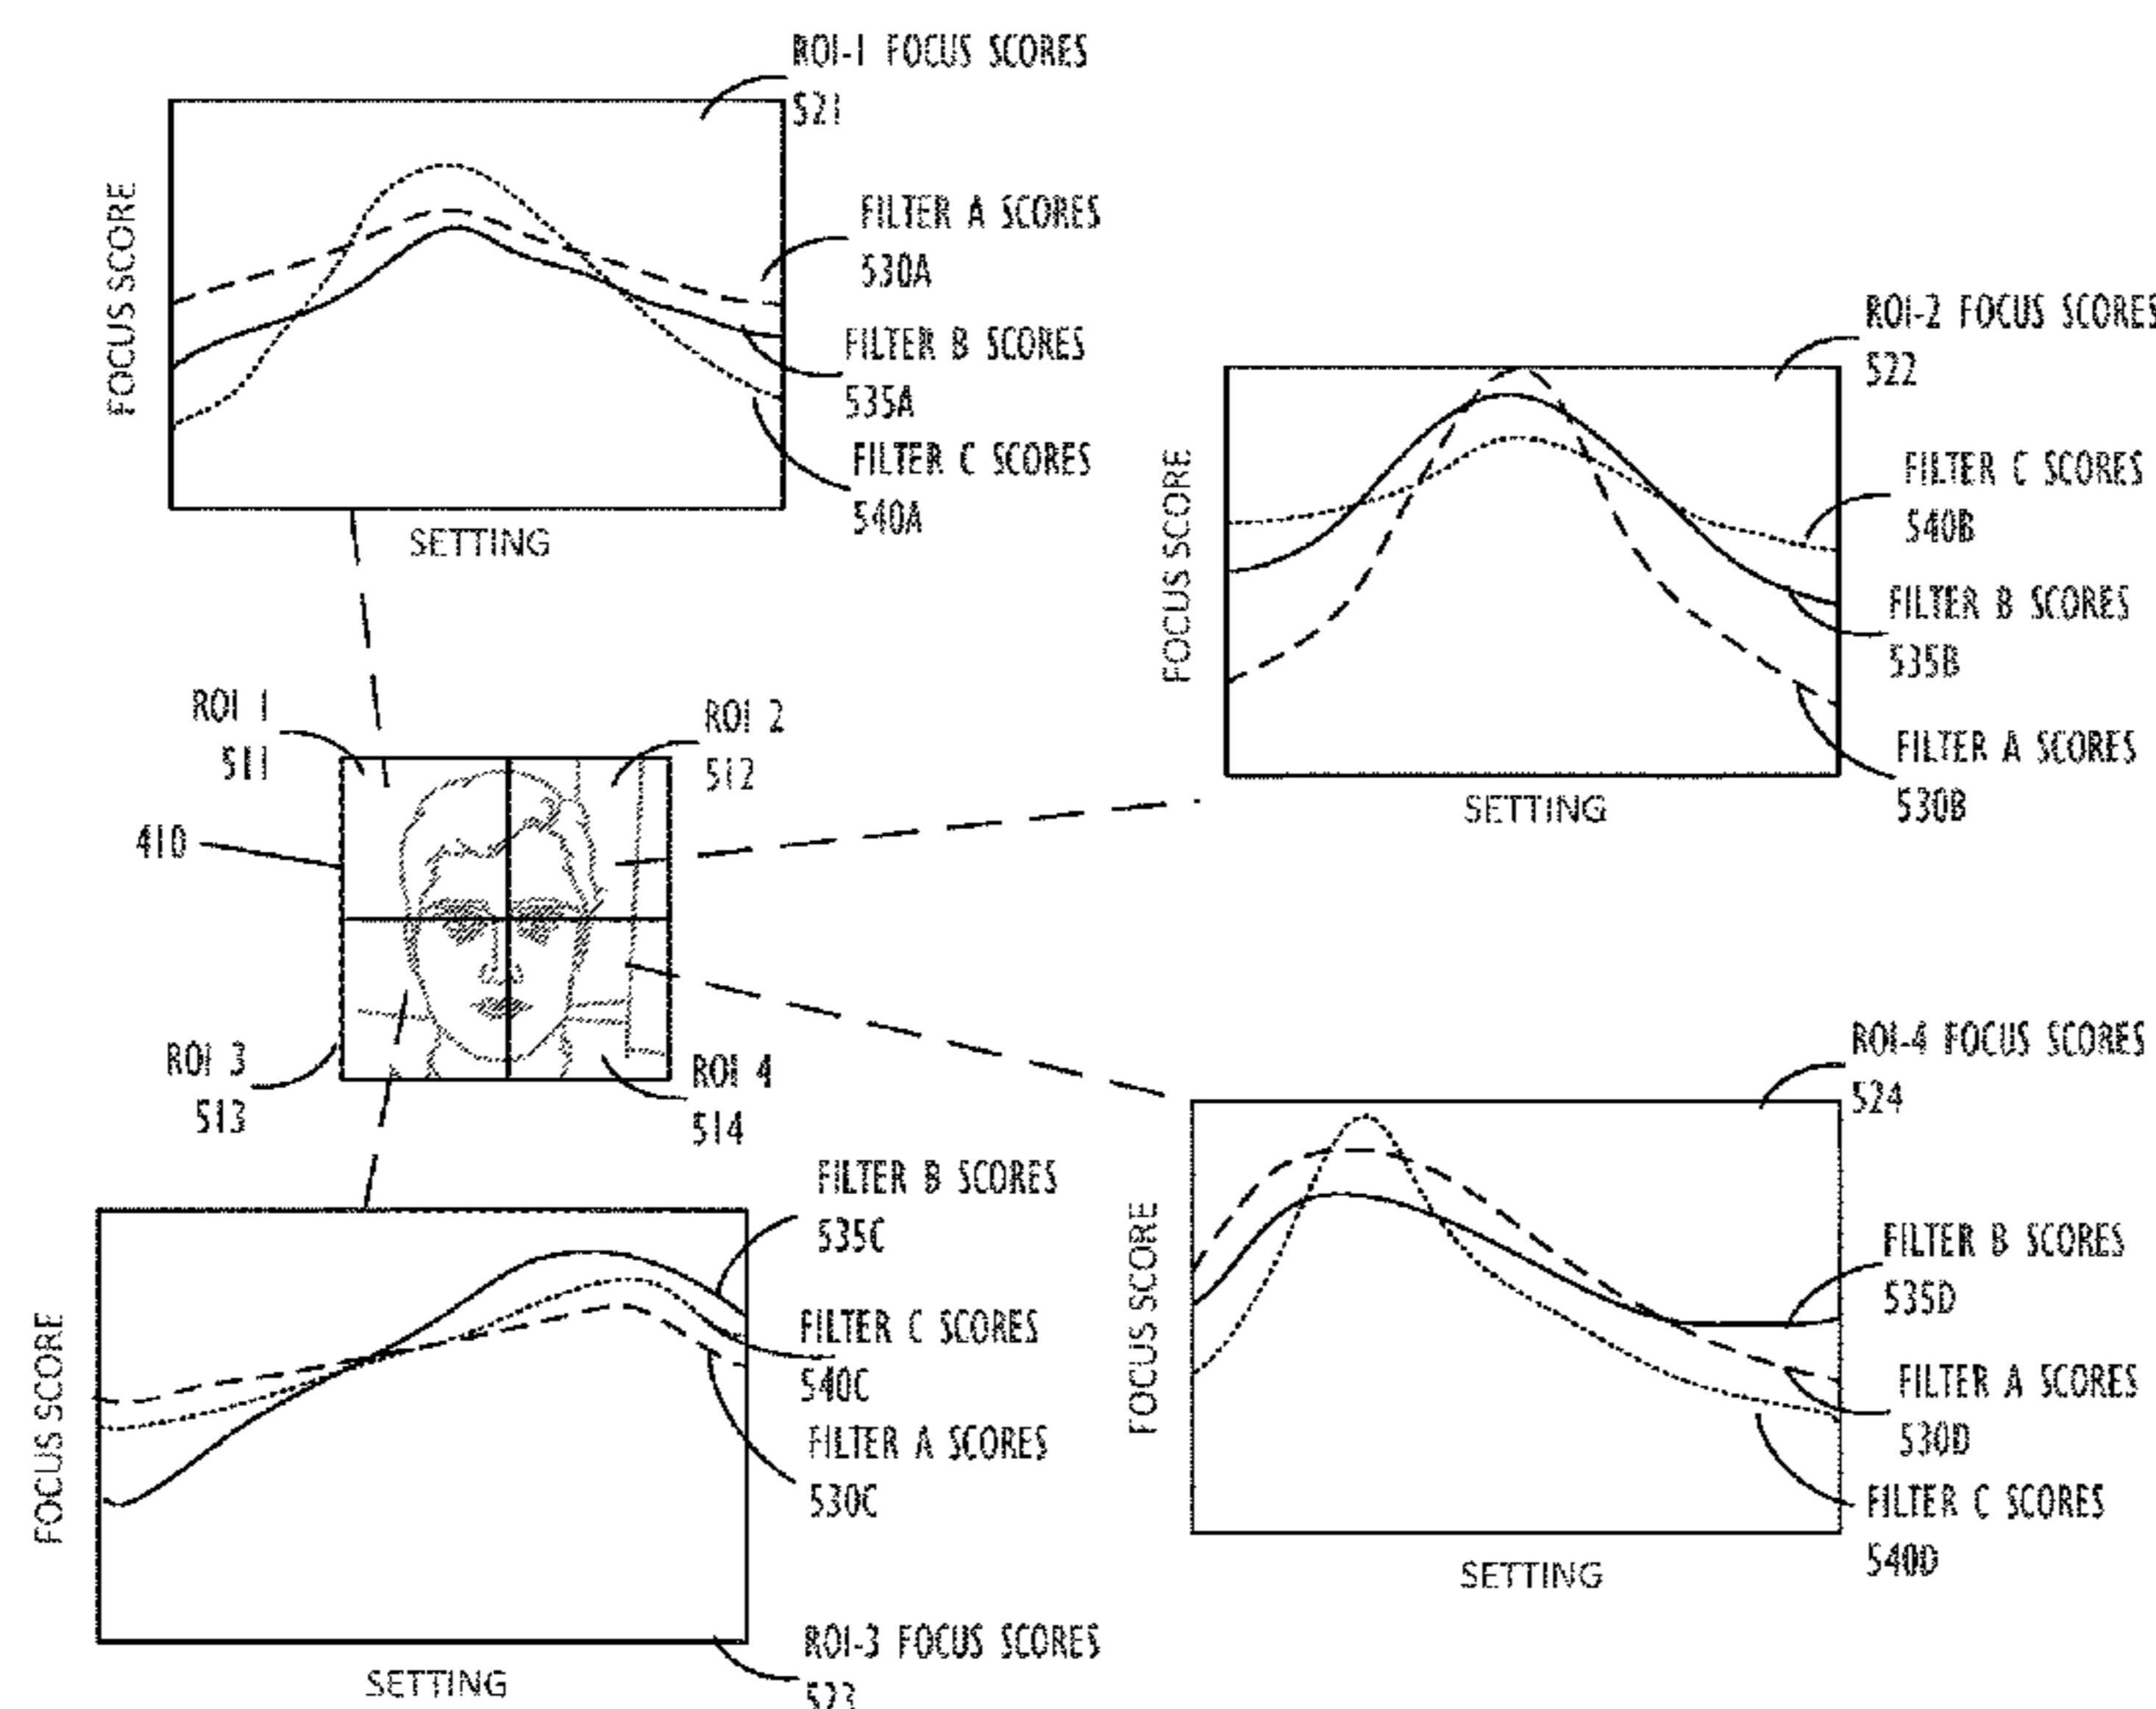 ROI-1 FOCUS SCORES
521
FOCUS SCORE
FILTER A SCORES
530A
FILTER B SCORES
535A
FILTER C SCORES
540A
SETTING
ROI-2 FOCUS SCORES
522
FOCUS SCORE
FILTER C SCORES
540B
FILTER B SCORES
535B
FILTER A SCORES
530B
SETTING
ROI 1
511
ROI 2
512
410
ROI 3
513
ROI 4
514
ROI-4 FOCUS SCORES
524
FOCUS SCORE
FILTER B SCORES
535D
FILTER A SCORES
530D
FILTER C SCORES
540D
SETTING
FILTER B SCORES
535C
FOCUS SCORE
FILTER C SCORES
540C
FILTER A SCORES
530C
ROI-3 FOCUS SCORES
523
SETTING